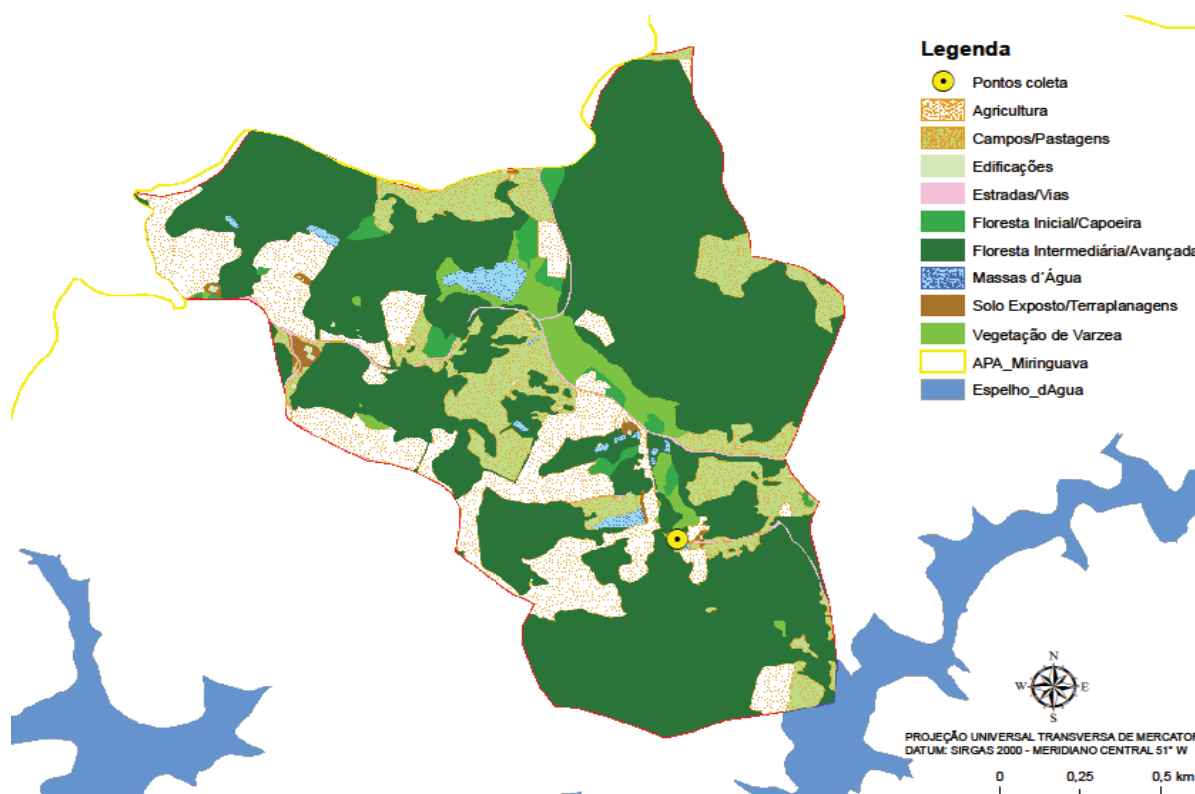 Legenda
Pontos coleta
Agricultura
Campos/Pastagens
Edificações
Estradas/Vias
Floresta Inicial/Capoeira
Floresta Intermediária/Avançada
Massas d´Água
Solo Exposto/Terraplanagens
Vegetação de Varzea
APA_Miringuava
Espelho_dAgua
N
W E
S
PROJEÇÃO UNIVERSAL TRANSVERSA DE MERCATOR
DATUM: SIRGAS 2000 - MERIDIANO CENTRAL 51° W
0 0,25 0,5 km